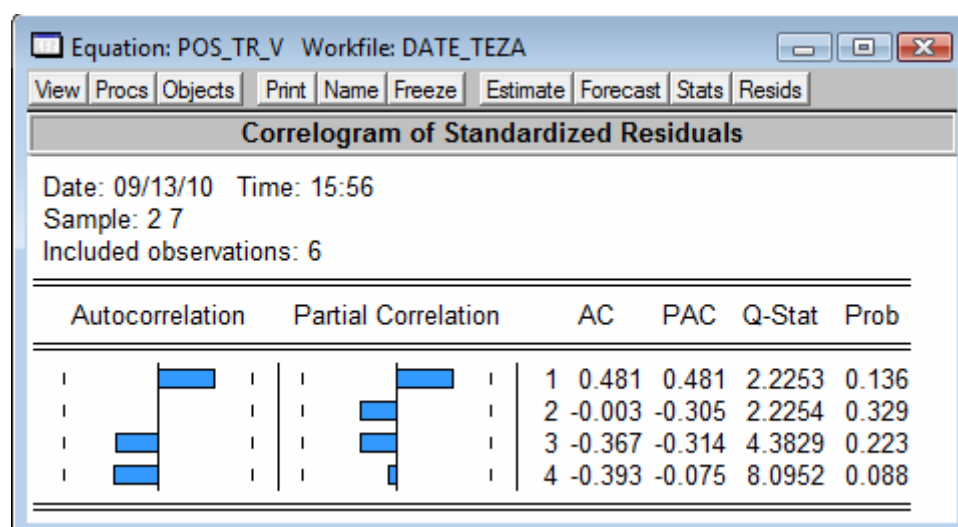 Equation: POS_TR_V Workfile: DATE_TEZA
View Procs Objects Print Name Freeze Estimate Forecast Stats Resids
Correlogram of Standardized Residuals
Date: 09/13/10 Time: 15:56
Sample: 2 7
Included observations: 6
Autocorrelation Partial Correlation AC PAC Q-Stat Prob
1 0.481 0.481 2.2253 0.136
2 -0.003 -0.305 2.2254 0.329
3 -0.367 -0.314 4.3829 0.223
4 -0.393 -0.075 8.0952 0.088